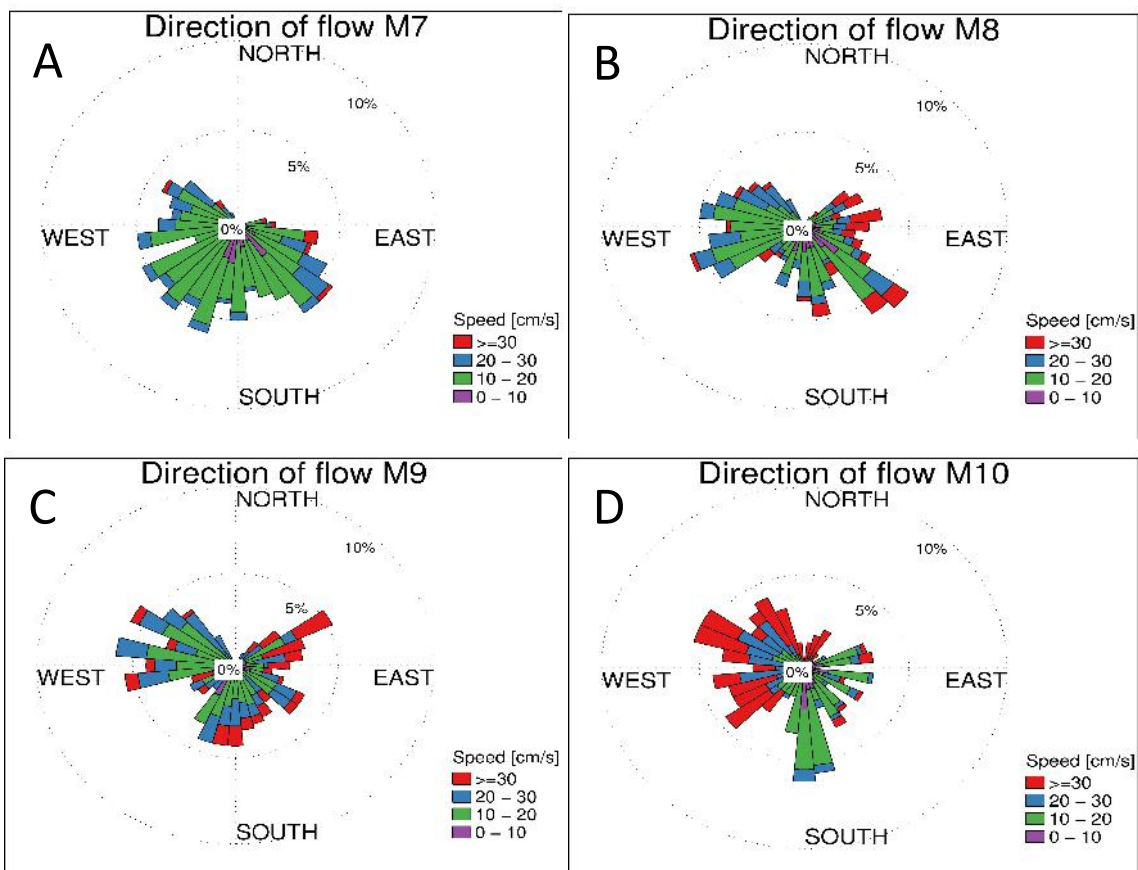 A
Direction of flow M7
NORTH
10%
5%
WEST
0%
EAST
SOUTH
Speed [cm/s]
>=30
20 – 30
10 – 20
0 – 10
B
Direction of flow M8
NORTH
10%
5%
WEST
0%
EAST
SOUTH
Speed [cm/s]
>=30
20 – 30
10 – 20
0 – 10
C
Direction of flow M9
NORTH
10%
5%
WEST
0%
EAST
SOUTH
Speed [cm/s]
>=30
20 – 30
10 – 20
0 – 10
D
Direction of flow M10
NORTH
10%
5%
WEST
0%
EAST
SOUTH
Speed [cm/s]
>=30
20 – 30
10 – 20
0 – 10